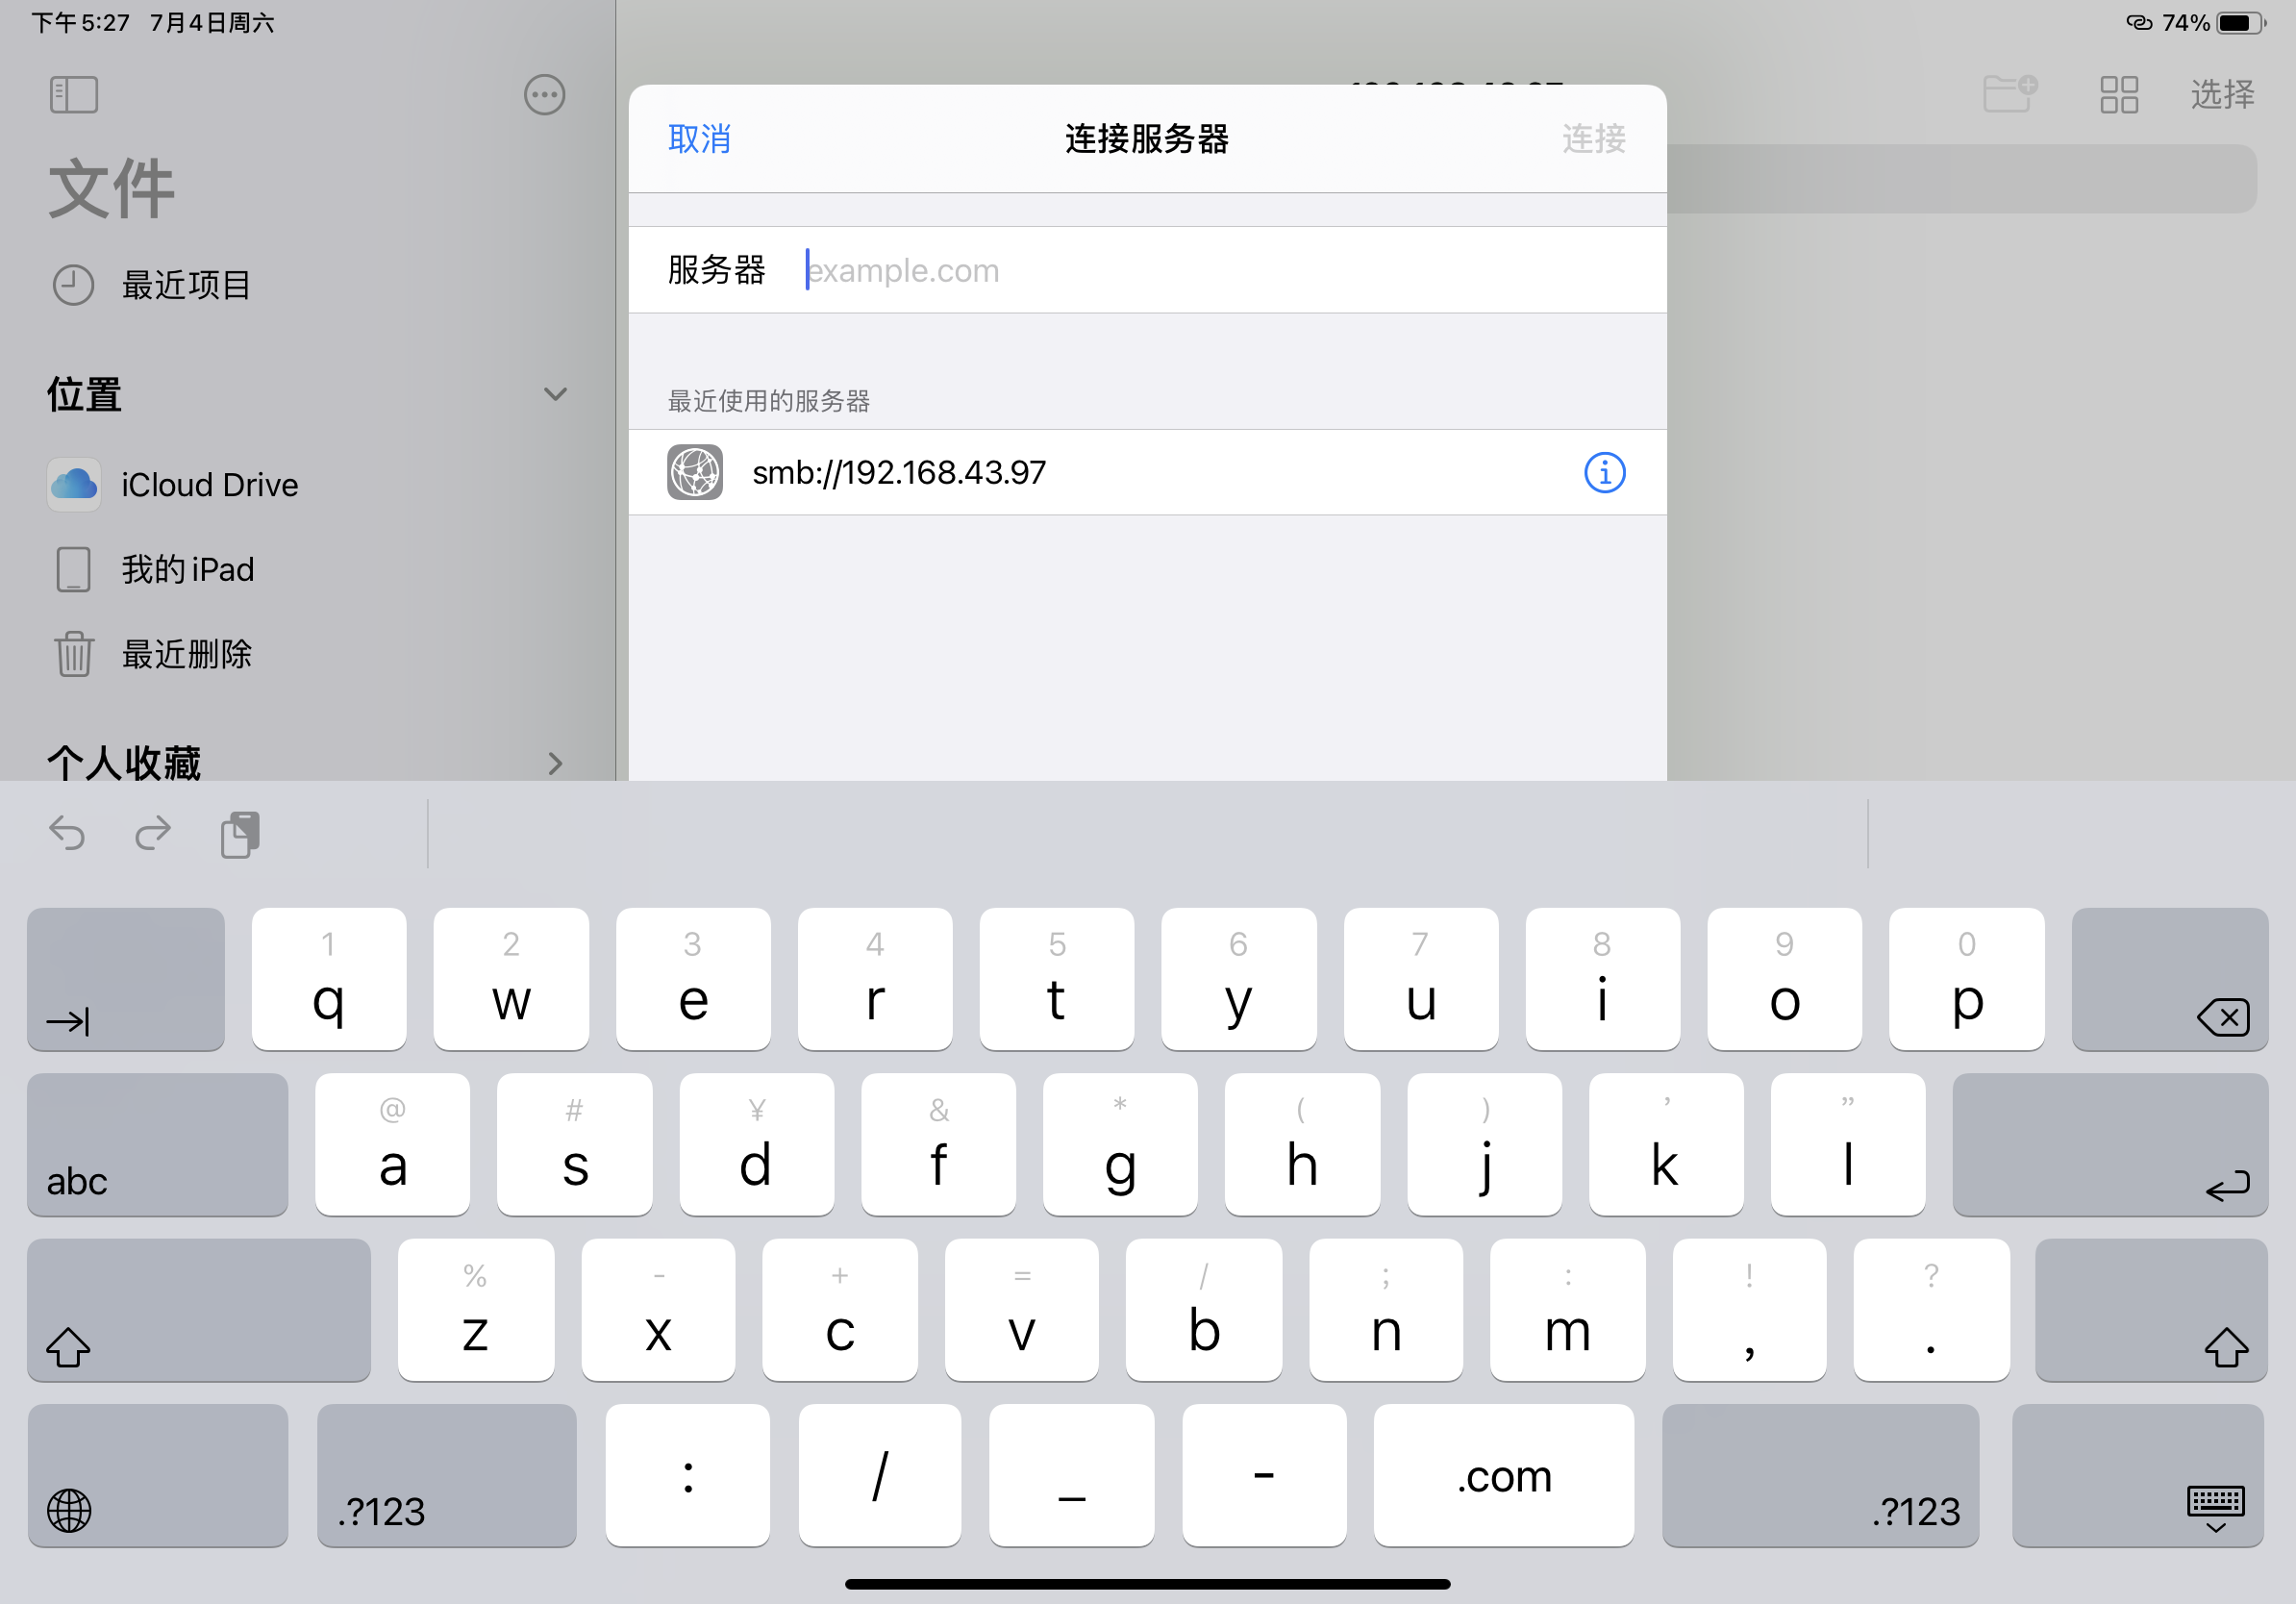 下午5:27 7月4日周六
74%
选择
文件
最近项目
位置
iCloud Drive
我的 iPad
最近删除
个人收藏
取消
连接服务器
连接
服务器
example.com
最近使用的服务器
smb://192.168.43.97
1 2 3 4 5 6 7 8 9 0
q w e r t y u i o p
@ # ¥ & * ( ) ’ ”
abc a s d f g h j k l
% - + = / ; : ! ?
z x c v b n m , .
.?123 : / _ - .com .?123